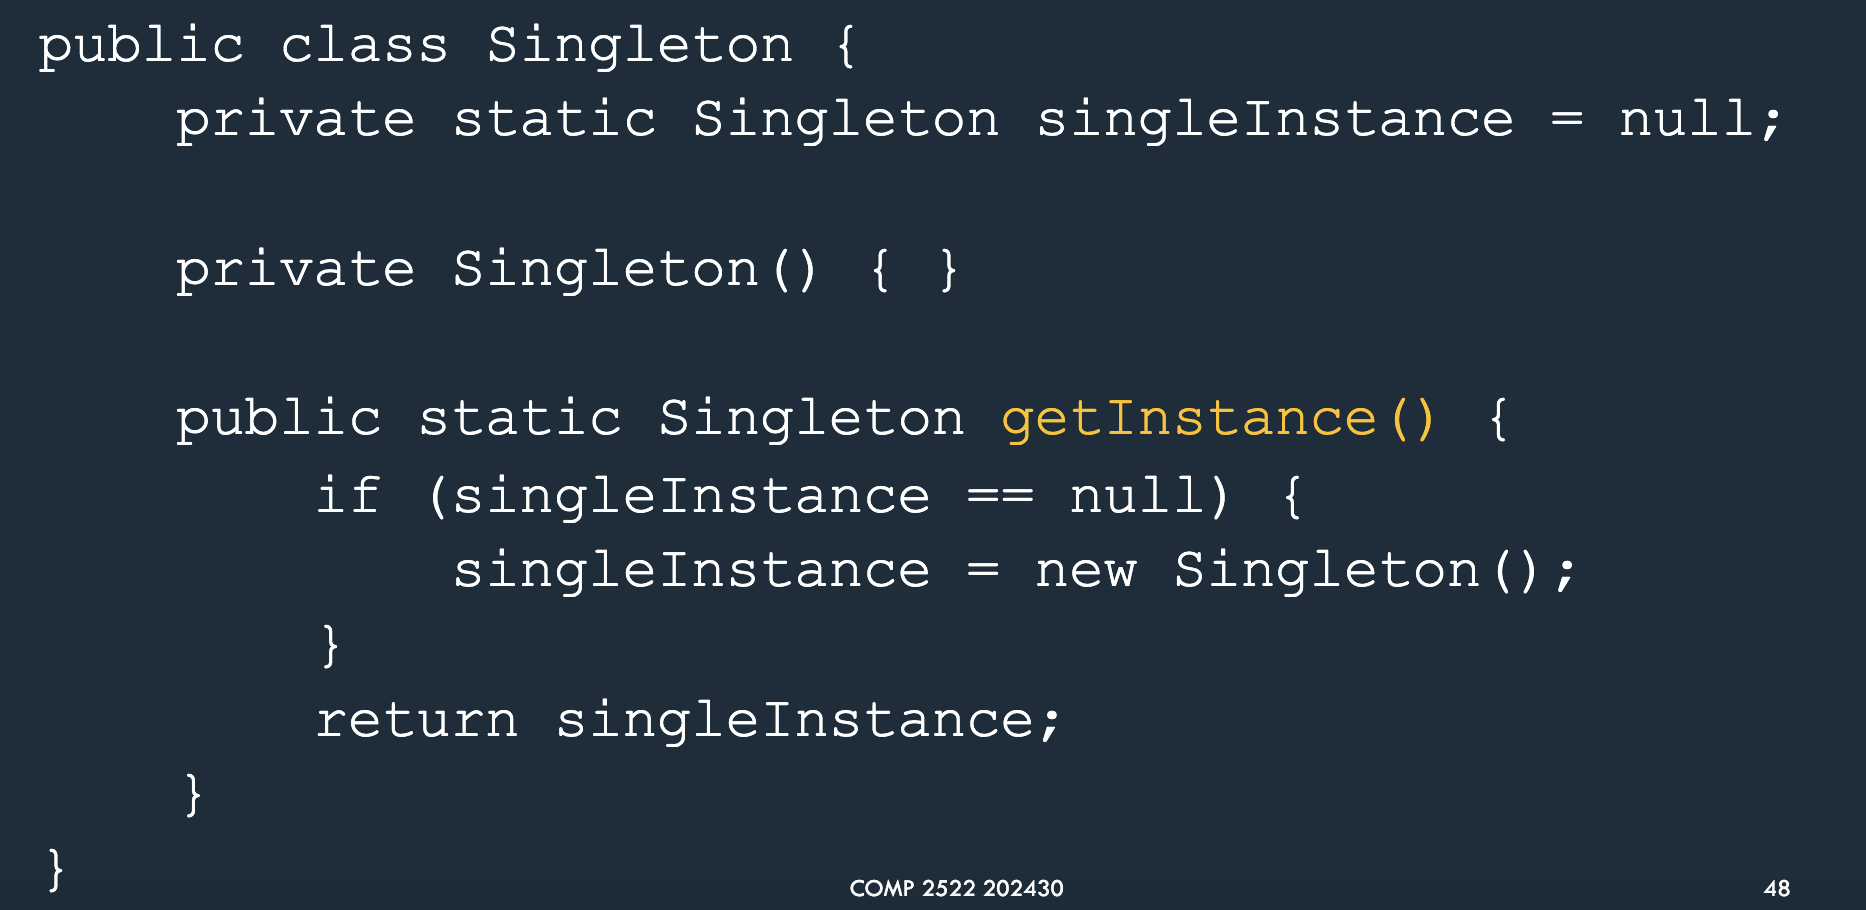 public class Singleton {
    private static Singleton singleInstance = null;
    private Singleton() { }
    public static Singleton getInstance() {
        if (singleInstance == null) {
            singleInstance = new Singleton();
        }
        return singleInstance;
    }
}
COMP 2522 202430
48